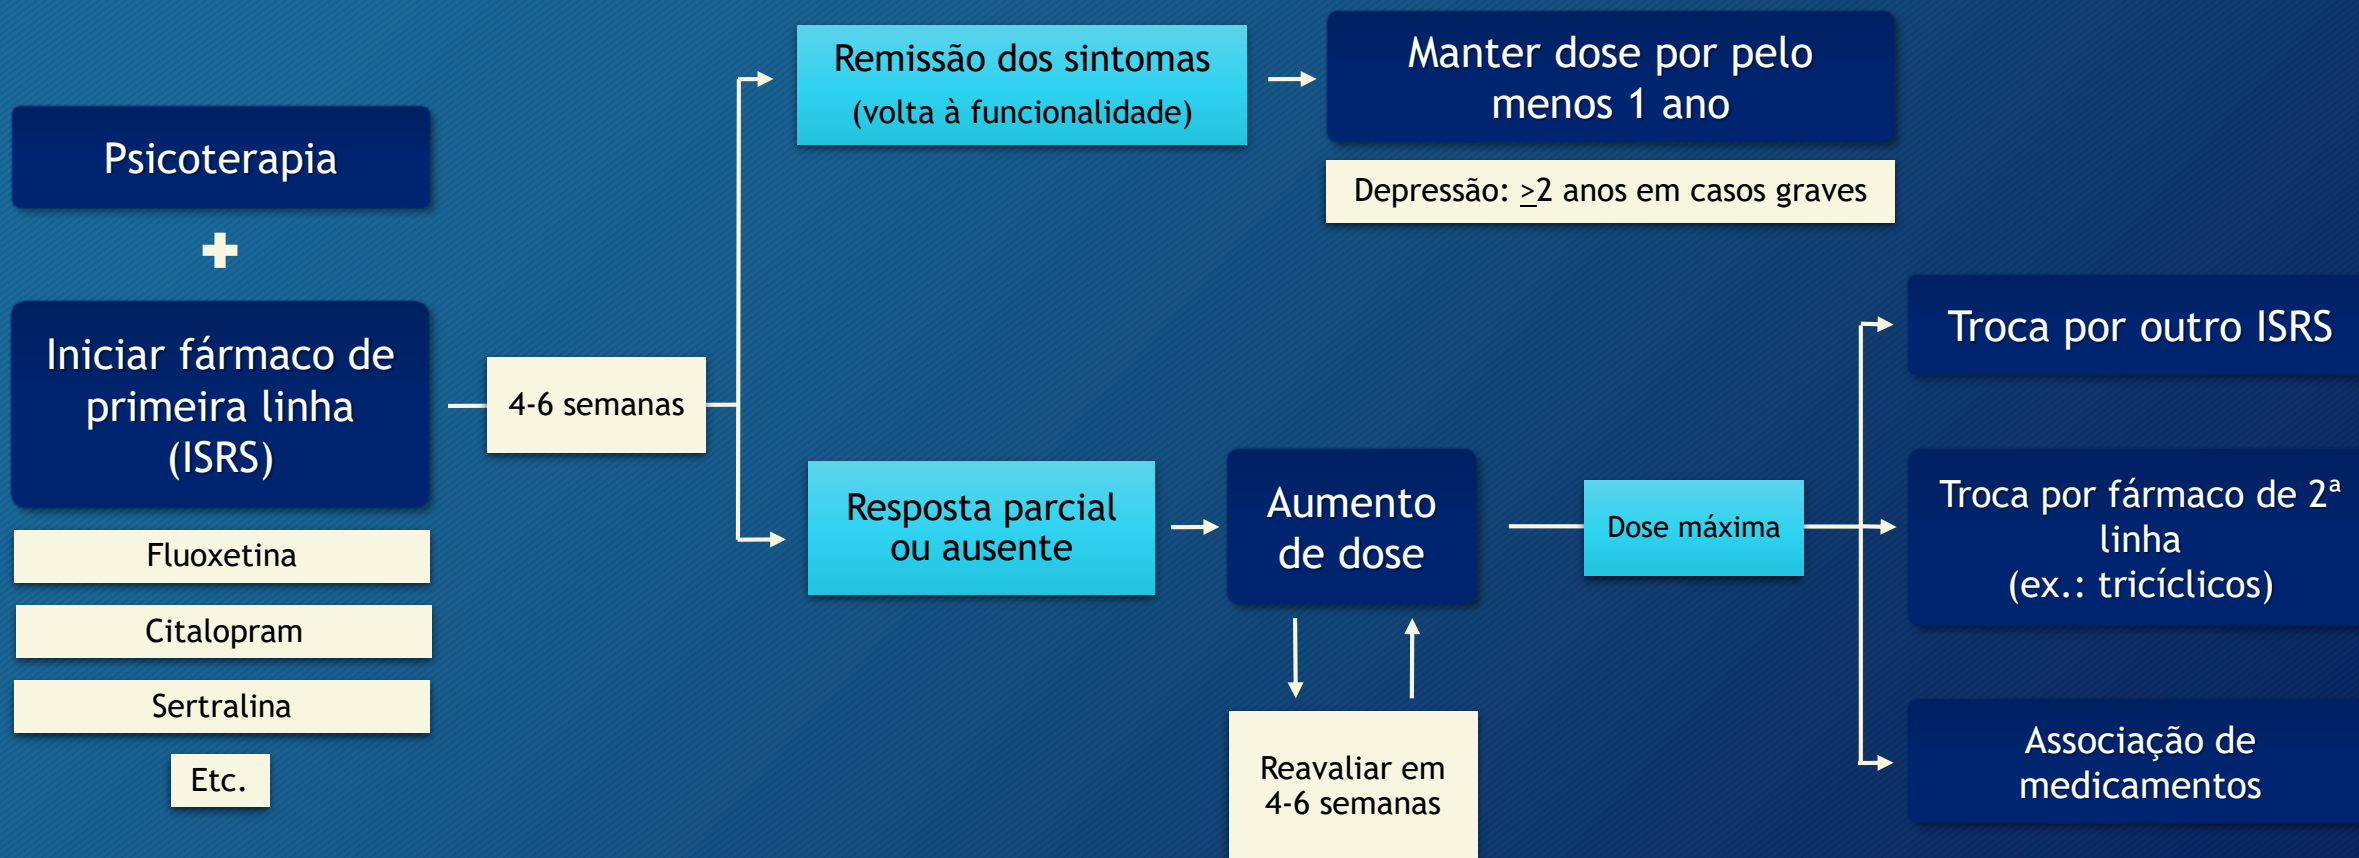 Psicoterapia
Iniciar fármaco de
primeira linha
(ISRS)
Fluoxetina
Citalopram
Sertralina
Etc.
4-6 semanas
Remissão dos sintomas
(volta à funcionalidade)
Manter dose por pelo
menos 1 ano
Depressão: >2 anos em casos graves
Resposta parcial
ou ausente
Aumento
de dose
Reavaliar em
4-6 semanas
Dose máxima
Troca por outro ISRS
Troca por fármaco de 2ª
linha
(ex.: tricíclicos)
Associação de
medicamentos